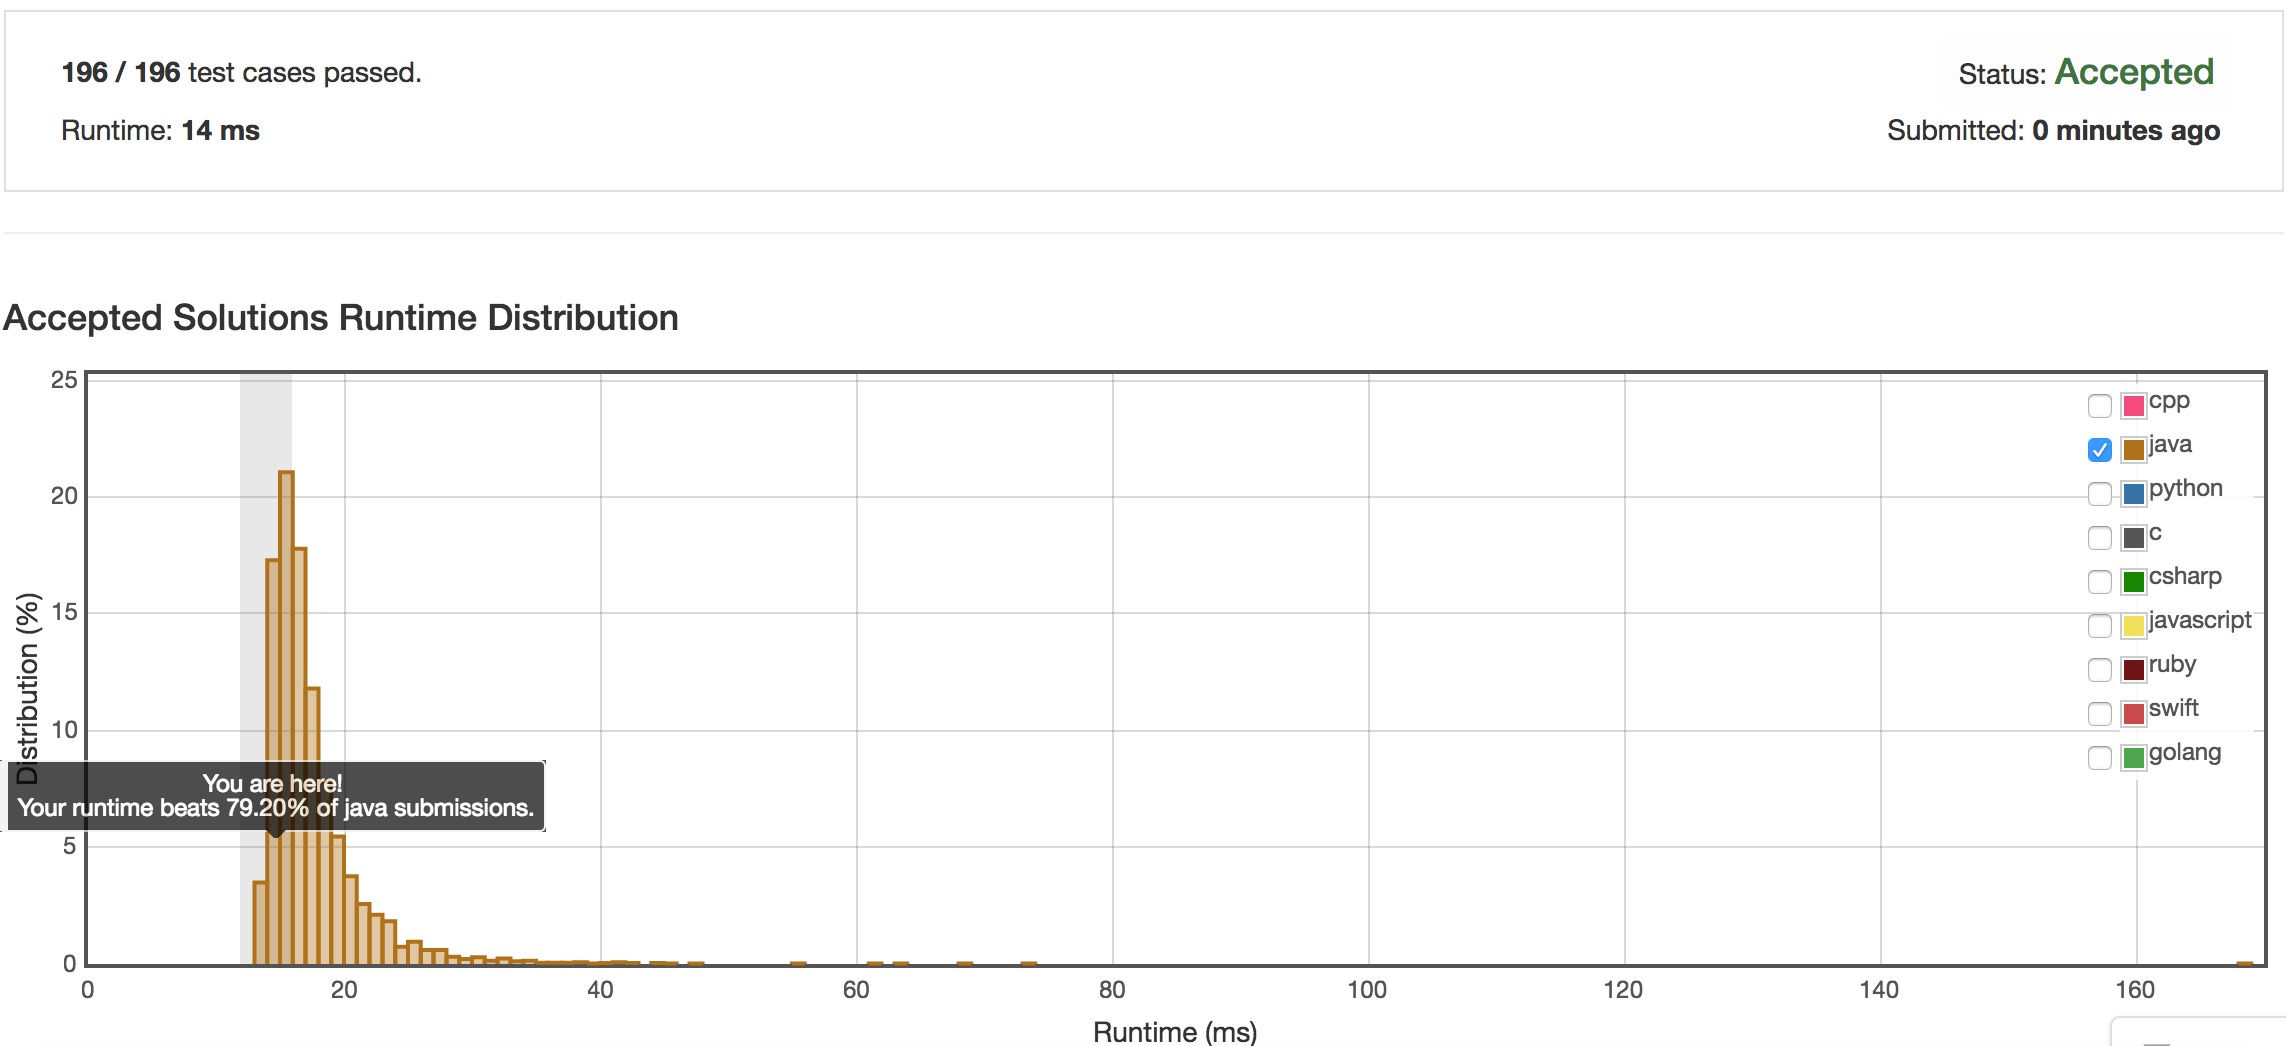 196 / 196 test cases passed.
Status: Accepted
Runtime: 14 ms
Submitted: 0 minutes ago
Accepted Solutions Runtime Distribution
25
20
15
10
5
0
Distribution (%)
You are here!
Your runtime beats 79.20% of java submissions.
cpp
java
python
c
csharp
javascript
ruby
swift
golang
0 20 40 60 80 100 120 140 160
Runtime (ms)